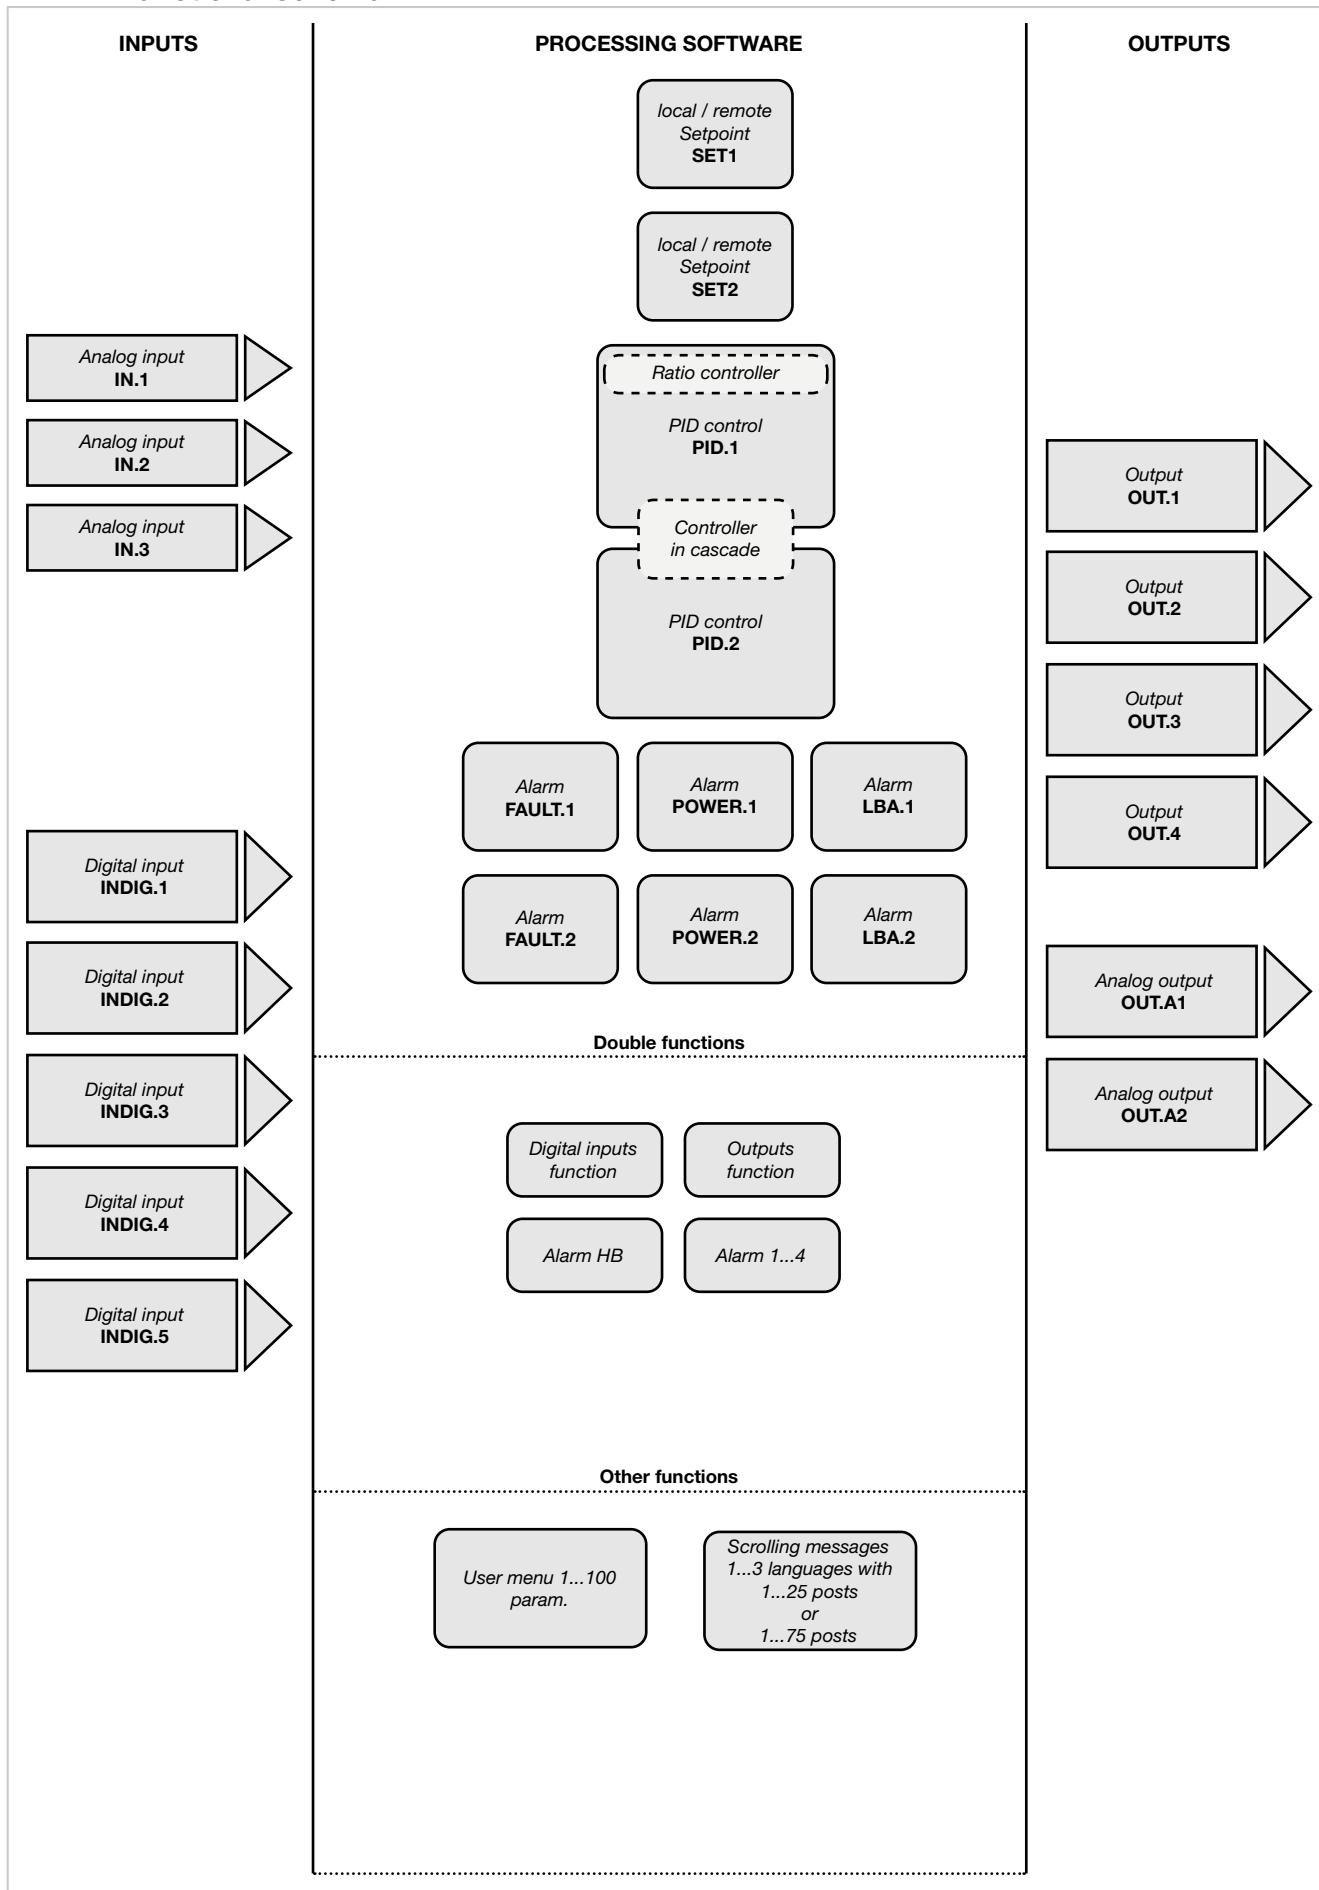 INPUTS
PROCESSING SOFTWARE
OUTPUTS
local / remote
Setpoint
SET1
local / remote
Setpoint
SET2
Analog input
IN.1
Analog input
IN.2
Analog input
IN.3
Ratio controller
PID control
PID.1
Controller
in cascade
PID control
PID.2
Output
OUT.1
Output
OUT.2
Output
OUT.3
Output
OUT.4
Alarm
FAULT.1
Alarm
POWER.1
Alarm
LBA.1
Alarm
FAULT.2
Alarm
POWER.2
Alarm
LBA.2
Digital input
INDIG.1
Digital input
INDIG.2
Digital input
INDIG.3
Digital input
INDIG.4
Digital input
INDIG.5
Analog output
OUT.A1
Analog output
OUT.A2
Double functions
Digital inputs
function
Outputs
function
Alarm HB
Alarm 1...4
Other functions
User menu 1...100
param.
Scrolling messages
1...3 languages with
1...25 posts
or
1...75 posts